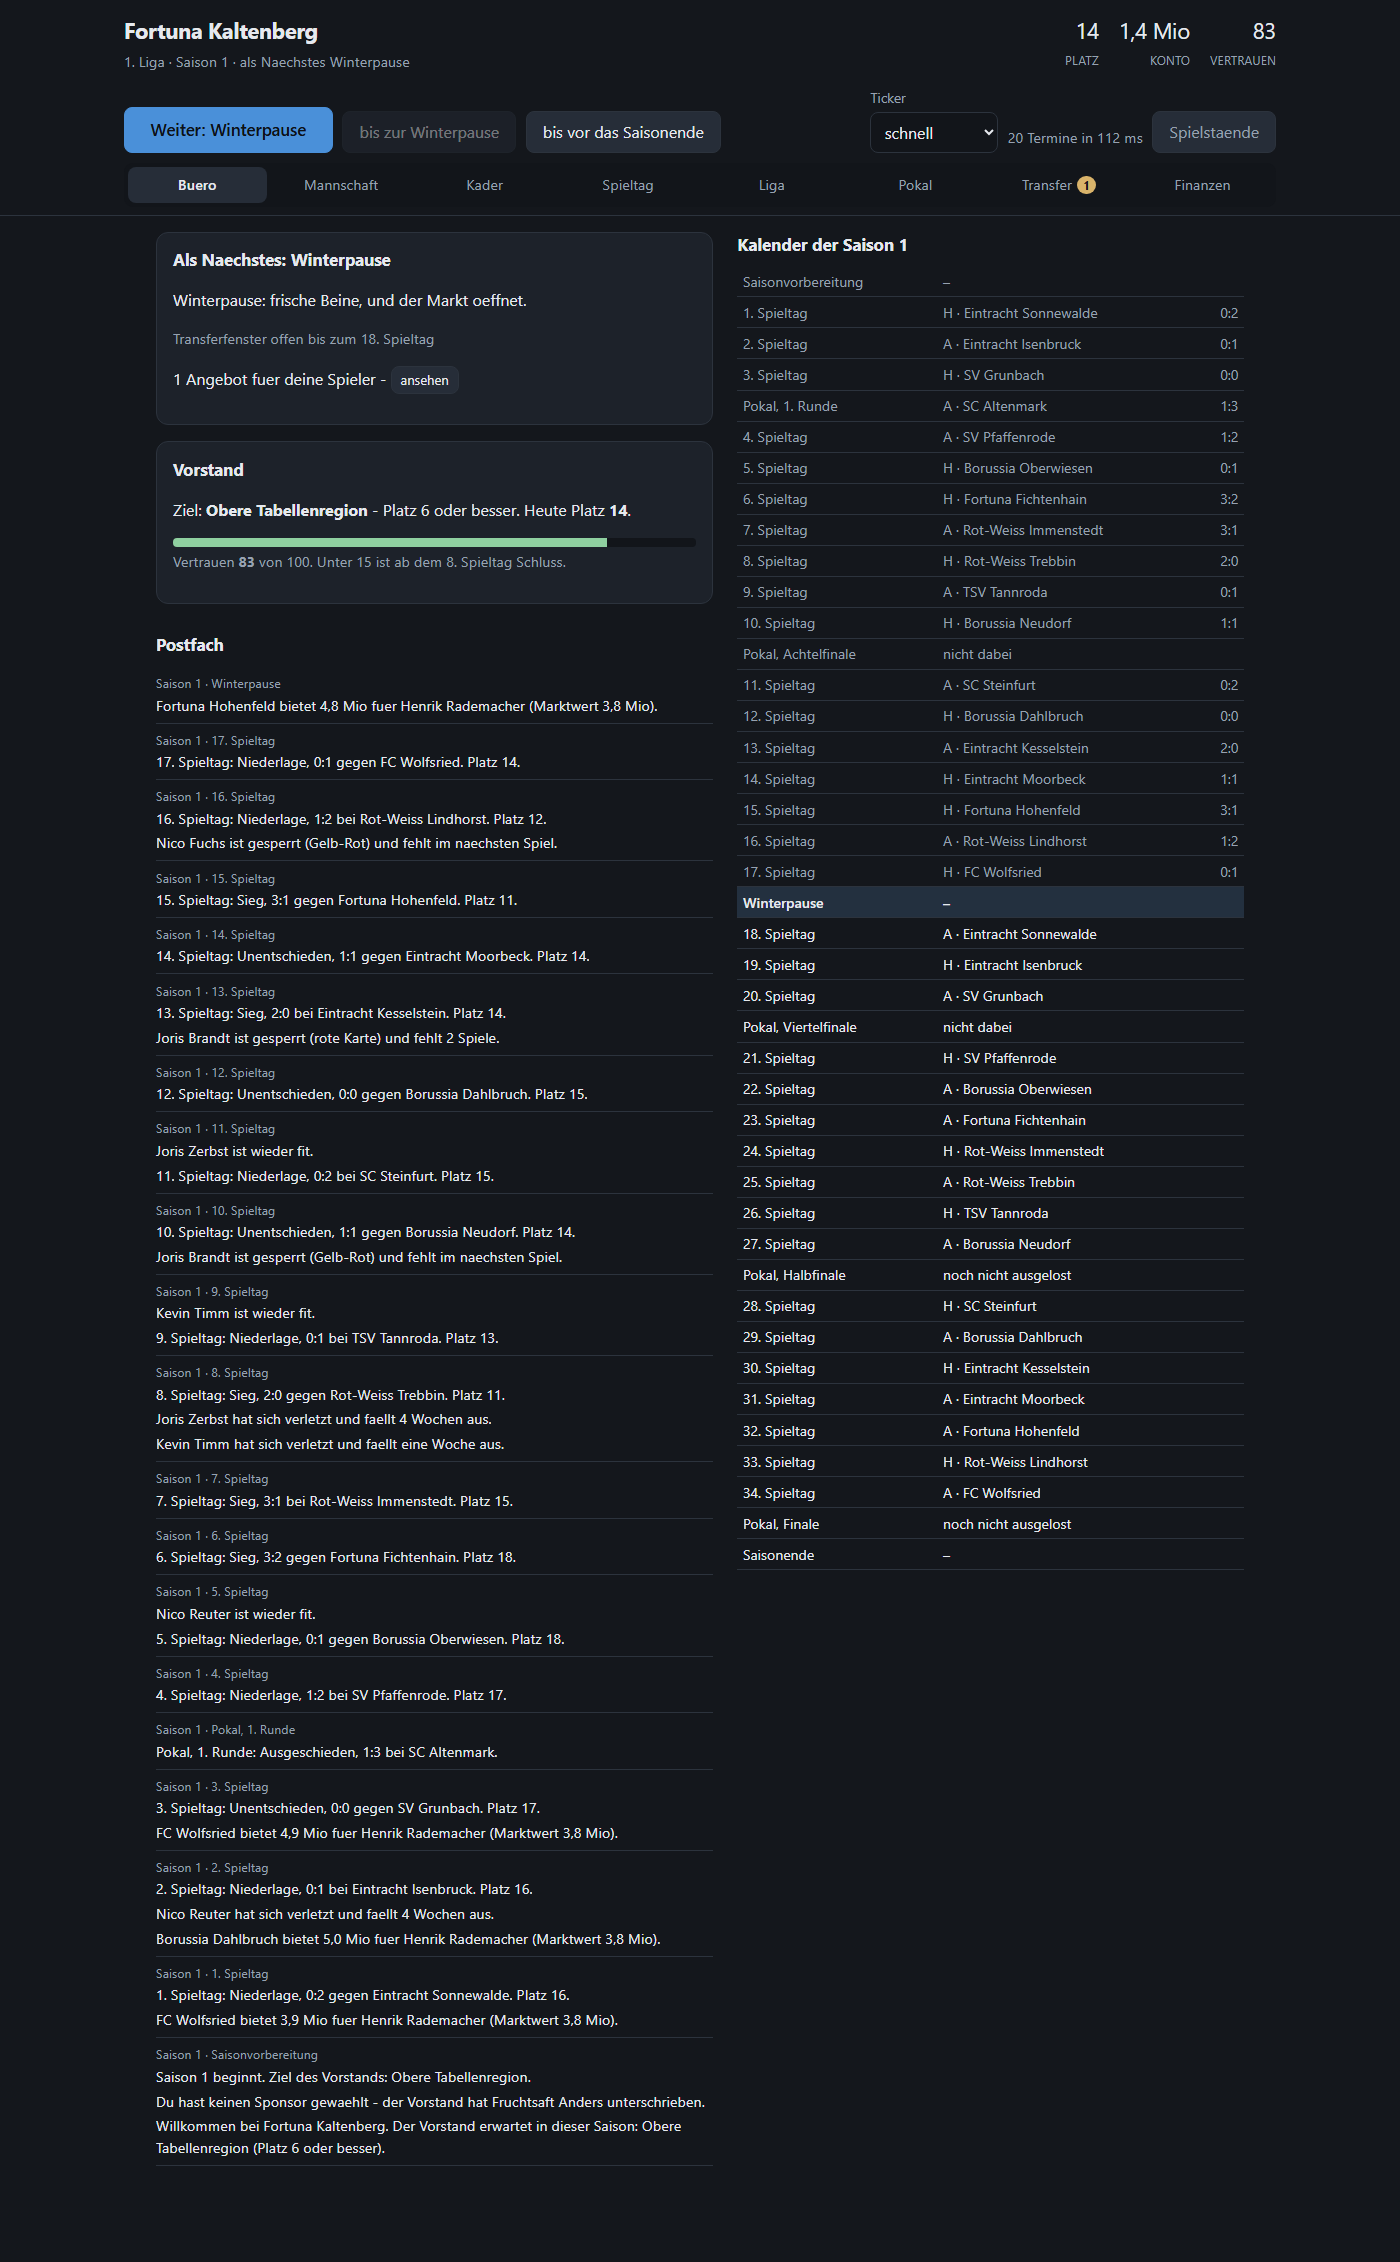 Fortuna Kaltenberg
1. Liga · Saison 1 · als Naechstes Winterpause
14
PLATZ
1,4 Mio
KONTO
83
VERTRAUEN
Weiter: Winterpause
bis zur Winterpause
bis vor das Saisonende
Ticker
schnell
20 Termine in 112 ms
Spielstaende
Buero
Mannschaft
Kader
Spieltag
Liga
Pokal
Transfer 1
Finanzen
Als Naechstes: Winterpause
Winterpause: frische Beine, und der Markt oeffnet.
Transferfenster offen bis zum 18. Spieltag
1 Angebot fuer deine Spieler - ansehen
Vorstand
Ziel: Obere Tabellenregion - Platz 6 oder besser. Heute Platz 14.
Vertrauen 83 von 100. Unter 15 ist ab dem 8. Spieltag Schluss.
Postfach
Saison 1 · Winterpause
Fortuna Hohenfeld bietet 4,8 Mio fuer Henrik Rademacher (Marktwert 3,8 Mio).
Saison 1 · 17. Spieltag
17. Spieltag: Niederlage, 0:1 gegen FC Wolfsried. Platz 14.
Saison 1 · 16. Spieltag
16. Spieltag: Niederlage, 1:2 bei Rot-Weiss Lindhorst. Platz 12.
Nico Fuchs ist gesperrt (Gelb-Rot) und fehlt im naechsten Spiel.
Saison 1 · 15. Spieltag
15. Spieltag: Sieg, 3:1 gegen Fortuna Hohenfeld. Platz 11.
Saison 1 · 14. Spieltag
14. Spieltag: Unentschieden, 1:1 gegen Eintracht Moorbeck. Platz 14.
Saison 1 · 13. Spieltag
13. Spieltag: Sieg, 2:0 bei Eintracht Kesselstein. Platz 14.
Joris Brandt ist gesperrt (rote Karte) und fehlt 2 Spiele.
Saison 1 · 12. Spieltag
12. Spieltag: Unentschieden, 0:0 gegen Borussia Dahlbruch. Platz 15.
Saison 1 · 11. Spieltag
Joris Zerbst ist wieder fit.
11. Spieltag: Niederlage, 0:2 bei SC Steinfurt. Platz 15.
Saison 1 · 10. Spieltag
10. Spieltag: Unentschieden, 1:1 gegen Borussia Neudorf. Platz 14.
Joris Brandt ist gesperrt (Gelb-Rot) und fehlt im naechsten Spiel.
Saison 1 · 9. Spieltag
Kevin Timm ist wieder fit.
9. Spieltag: Niederlage, 0:1 bei TSV Tannroda. Platz 13.
Saison 1 · 8. Spieltag
8. Spieltag: Sieg, 2:0 gegen Rot-Weiss Trebbin. Platz 11.
Joris Zerbst hat sich verletzt und faellt 4 Wochen aus.
Kevin Timm hat sich verletzt und faellt eine Woche aus.
Saison 1 · 7. Spieltag
7. Spieltag: Sieg, 3:1 bei Rot-Weiss Immenstedt. Platz 15.
Saison 1 · 6. Spieltag
6. Spieltag: Sieg, 3:2 gegen Fortuna Fichtenhain. Platz 18.
Saison 1 · 5. Spieltag
Nico Reuter ist wieder fit.
5. Spieltag: Niederlage, 0:1 gegen Borussia Oberwiesen. Platz 18.
Saison 1 · 4. Spieltag
4. Spieltag: Niederlage, 1:2 bei SV Pfaffenrode. Platz 17.
Saison 1 · Pokal, 1. Runde
Pokal, 1. Runde: Ausgeschieden, 1:3 bei SC Altenmark.
Saison 1 · 3. Spieltag
3. Spieltag: Unentschieden, 0:0 gegen SV Grunbach. Platz 17.
FC Wolfsried bietet 4,9 Mio fuer Henrik Rademacher (Marktwert 3,8 Mio).
Saison 1 · 2. Spieltag
2. Spieltag: Niederlage, 0:1 bei Eintracht Isenbruck. Platz 16.
Nico Reuter hat sich verletzt und faellt 4 Wochen aus.
Borussia Dahlbruch bietet 5,0 Mio fuer Henrik Rademacher (Marktwert 3,8 Mio).
Saison 1 · 1. Spieltag
1. Spieltag: Niederlage, 0:2 gegen Eintracht Sonnewalde. Platz 16.
FC Wolfsried bietet 3,9 Mio fuer Henrik Rademacher (Marktwert 3,8 Mio).
Saison 1 · Saisonvorbereitung
Saison 1 beginnt. Ziel des Vorstands: Obere Tabellenregion.
Du hast keinen Sponsor gewaehlt - der Vorstand hat Fruchtsaft Anders unterschrieben.
Willkommen bei Fortuna Kaltenberg. Der Vorstand erwartet in dieser Saison: Obere
Tabellenregion (Platz 6 oder besser).
Kalender der Saison 1
Saisonvorbereitung –
1. Spieltag H · Eintracht Sonnewalde 0:2
2. Spieltag A · Eintracht Isenbruck 0:1
3. Spieltag H · SV Grunbach 0:0
Pokal, 1. Runde A · SC Altenmark 1:3
4. Spieltag A · SV Pfaffenrode 1:2
5. Spieltag H · Borussia Oberwiesen 0:1
6. Spieltag H · Fortuna Fichtenhain 3:2
7. Spieltag A · Rot-Weiss Immenstedt 3:1
8. Spieltag H · Rot-Weiss Trebbin 2:0
9. Spieltag A · TSV Tannroda 0:1
10. Spieltag H · Borussia Neudorf 1:1
Pokal, Achtelfinale nicht dabei
11. Spieltag A · SC Steinfurt 0:2
12. Spieltag H · Borussia Dahlbruch 0:0
13. Spieltag A · Eintracht Kesselstein 2:0
14. Spieltag H · Eintracht Moorbeck 1:1
15. Spieltag H · Fortuna Hohenfeld 3:1
16. Spieltag A · Rot-Weiss Lindhorst 1:2
17. Spieltag H · FC Wolfsried 0:1
Winterpause –
18. Spieltag A · Eintracht Sonnewalde
19. Spieltag H · Eintracht Isenbruck
20. Spieltag A · SV Grunbach
Pokal, Viertelfinale nicht dabei
21. Spieltag H · SV Pfaffenrode
22. Spieltag A · Borussia Oberwiesen
23. Spieltag A · Fortuna Fichtenhain
24. Spieltag H · Rot-Weiss Immenstedt
25. Spieltag A · Rot-Weiss Trebbin
26. Spieltag H · TSV Tannroda
27. Spieltag A · Borussia Neudorf
Pokal, Halbfinale noch nicht ausgelost
28. Spieltag H · SC Steinfurt
29. Spieltag A · Borussia Dahlbruch
30. Spieltag H · Eintracht Kesselstein
31. Spieltag A · Eintracht Moorbeck
32. Spieltag A · Fortuna Hohenfeld
33. Spieltag H · Rot-Weiss Lindhorst
34. Spieltag A · FC Wolfsried
Pokal, Finale noch nicht ausgelost
Saisonende –